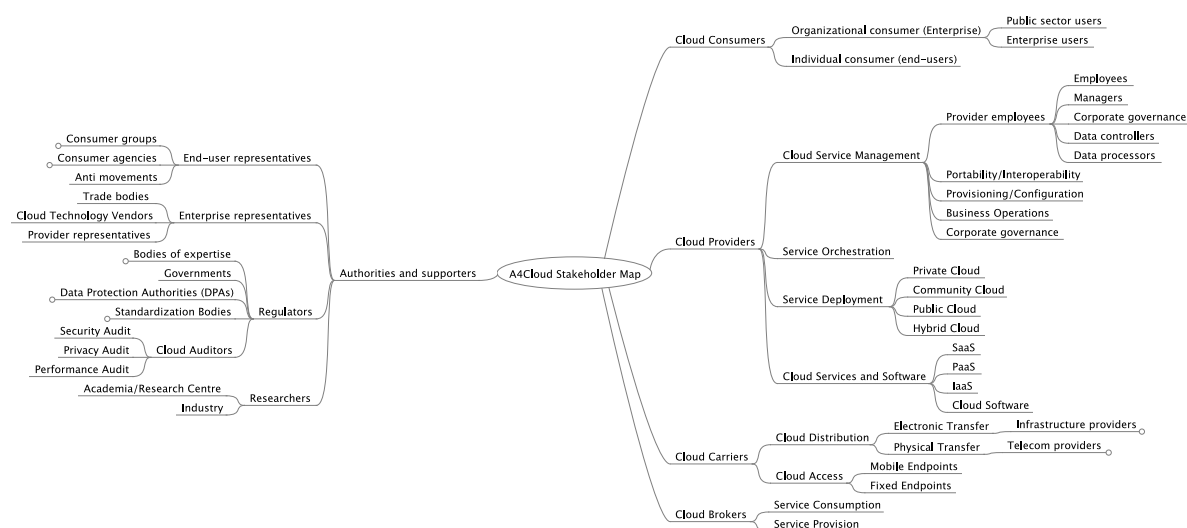 A4Cloud Stakeholder Map
Cloud Consumers
Organizational consumer (Enterprise)
Public sector users
Enterprise users
Individual consumer (end-users)
Cloud Providers
Cloud Service Management
Provider employees
Employees
Managers
Corporate governance
Data controllers
Data processors
Portability/Interoperability
Provisioning/Configuration
Business Operations
Corporate governance
Service Orchestration
Service Deployment
Private Cloud
Community Cloud
Public Cloud
Hybrid Cloud
Cloud Services and Software
SaaS
PaaS
IaaS
Cloud Software
Cloud Carriers
Cloud Distribution
Electronic Transfer
Infrastructure providers
Physical Transfer
Telecom providers
Cloud Access
Mobile Endpoints
Fixed Endpoints
Cloud Brokers
Service Consumption
Service Provision
Authorities and supporters
End-user representatives
Consumer groups
Consumer agencies
Anti movements
Enterprise representatives
Trade bodies
Cloud Technology Vendors
Provider representatives
Regulators
Bodies of expertise
Governments
Data Protection Authorities (DPAs)
Standardization Bodies
Cloud Auditors
Security Audit
Privacy Audit
Performance Audit
Researchers
Academia/Research Centre
Industry